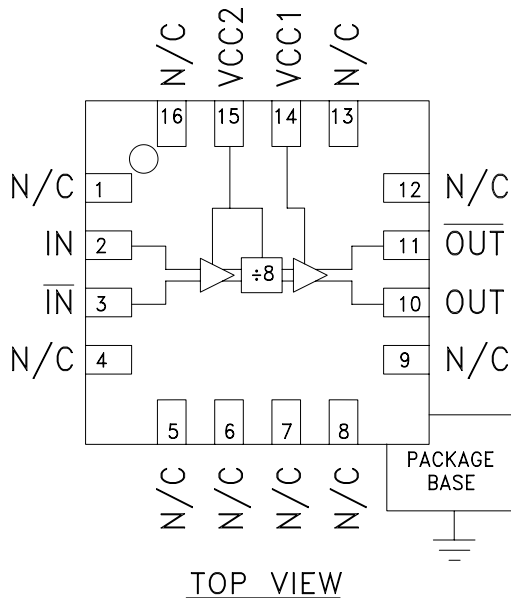 N/C
VCC2
VCC1
N/C
16
15
14
13
N/C 1
12 N/C
IN 2
11 OUT
÷8
IN 3
10 OUT
N/C 4
9 N/C
5
6
7
8
N/C
N/C
N/C
N/C
PACKAGE
BASE
TOP VIEW